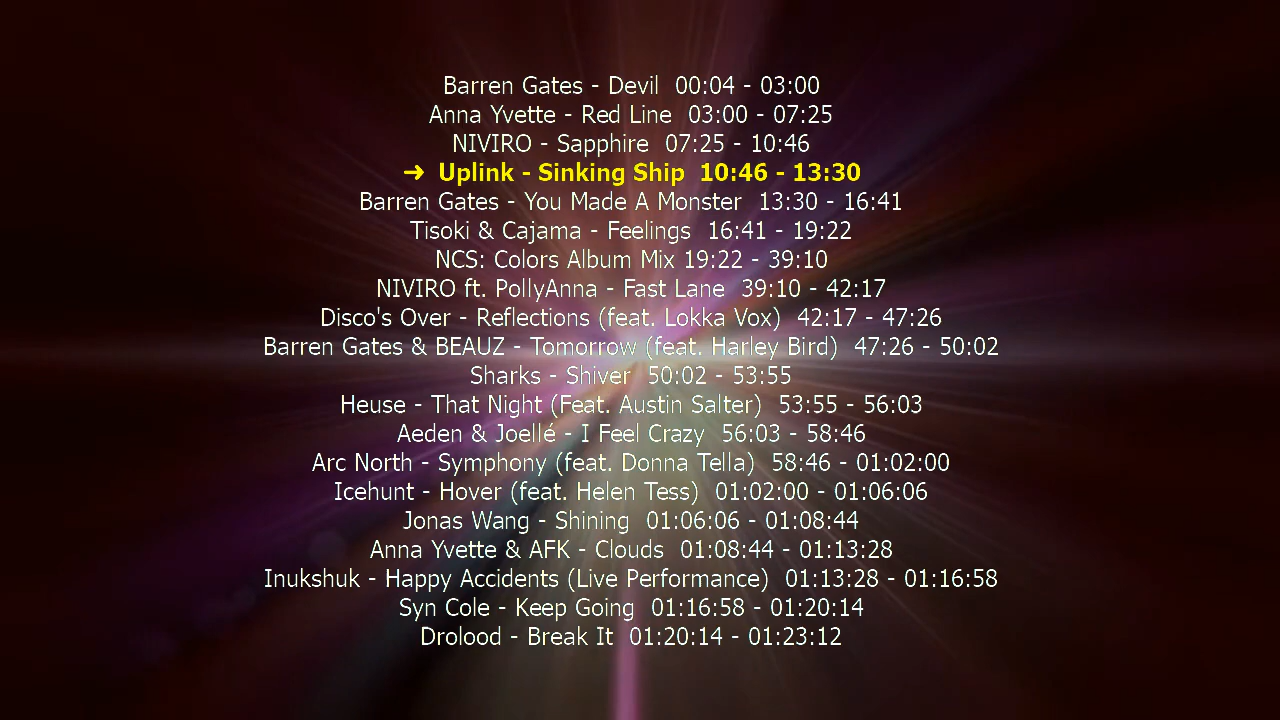 Barren Gates - Devil  00:04 - 03:00
Anna Yvette - Red Line  03:00 - 07:25
NIVIRO - Sapphire  07:25 - 10:46
➜ Uplink - Sinking Ship  10:46 - 13:30
Barren Gates - You Made A Monster  13:30 - 16:41
Tisoki & Cajama - Feelings  16:41 - 19:22
NCS: Colors Album Mix 19:22 - 39:10
NIVIRO ft. PollyAnna - Fast Lane  39:10 - 42:17
Disco's Over - Reflections (feat. Lokka Vox)  42:17 - 47:26
Barren Gates & BEAUZ - Tomorrow (feat. Harley Bird)  47:26 - 50:02
Sharks - Shiver  50:02 - 53:55
Heuse - That Night (Feat. Austin Salter)  53:55 - 56:03
Aeden & Joellé - I Feel Crazy  56:03 - 58:46
Arc North - Symphony (feat. Donna Tella)  58:46 - 01:02:00
Icehunt - Hover (feat. Helen Tess)  01:02:00 - 01:06:06
Jonas Wang - Shining  01:06:06 - 01:08:44
Anna Yvette & AFK - Clouds  01:08:44 - 01:13:28
Inukshuk - Happy Accidents (Live Performance)  01:13:28 - 01:16:58
Syn Cole - Keep Going  01:16:58 - 01:20:14
Drolood - Break It  01:20:14 - 01:23:12